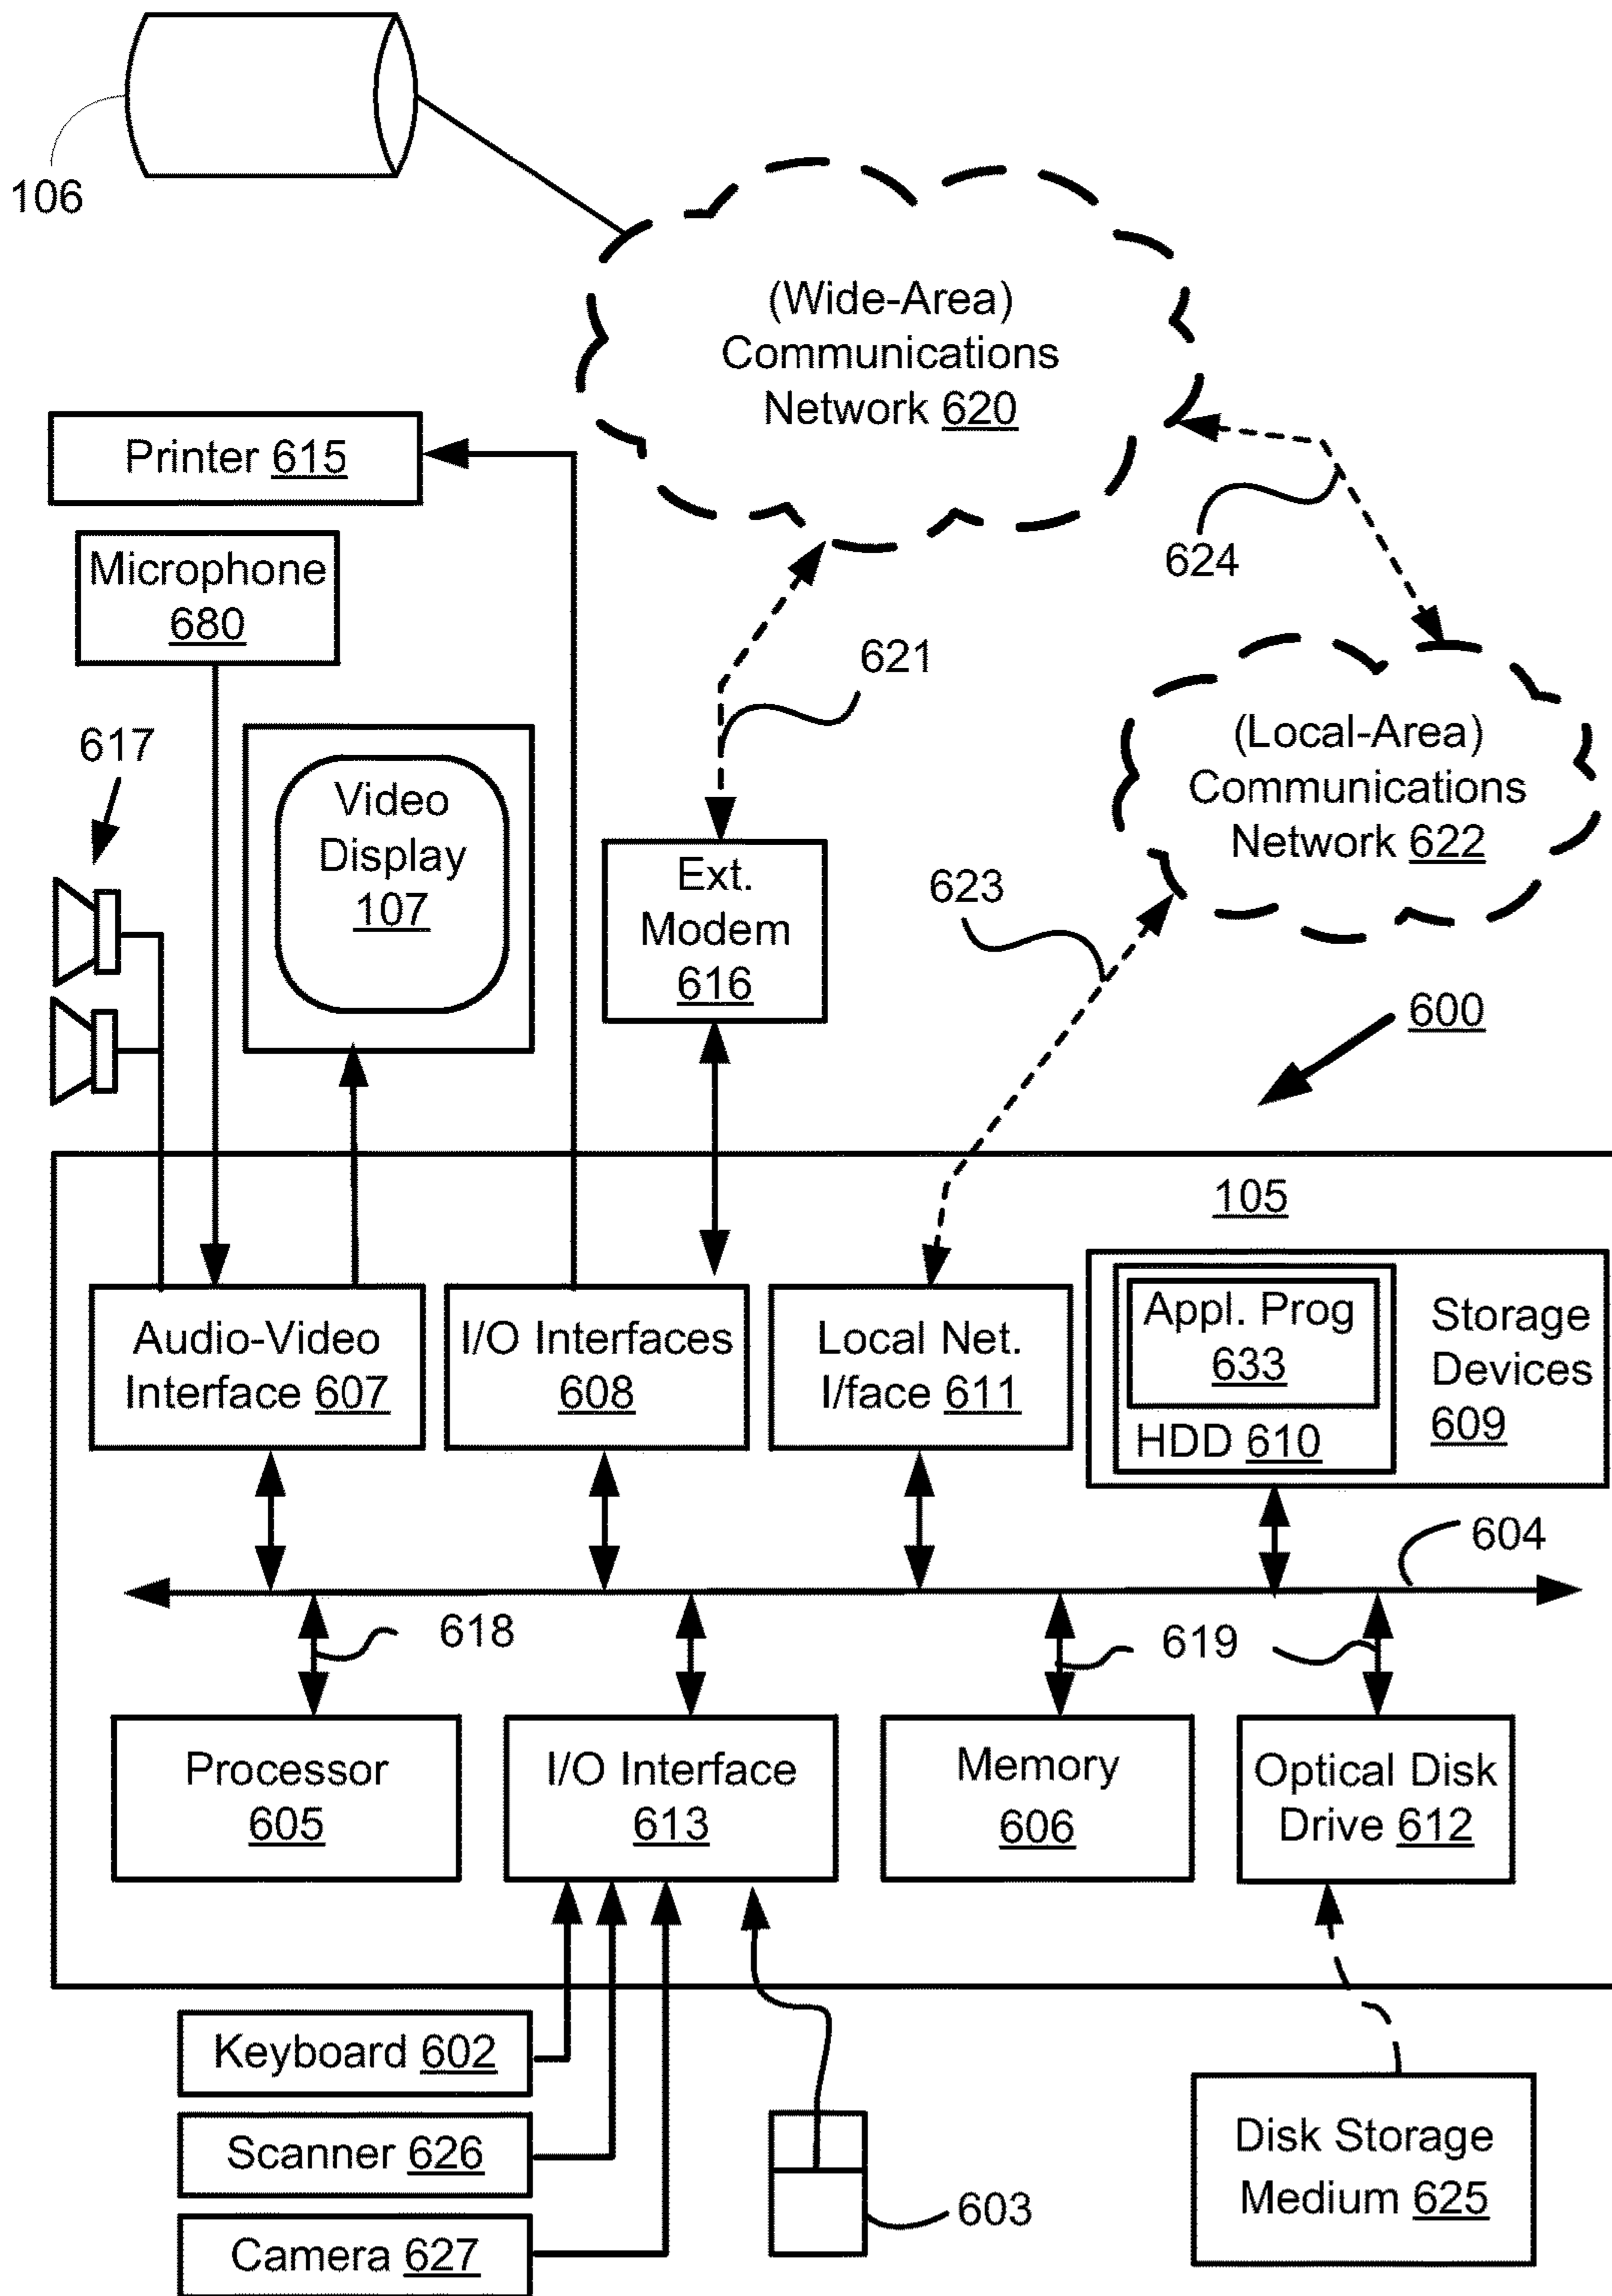 106
(Wide-Area)
Communications
Network 620
Printer 615
624
Microphone
680
621
617
(Local-Area)
Communications
Network 622
Video
Display
107
Ext.
Modem
616
623
600
105
Audio-Video
Interface 607
I/O Interfaces
608
Local Net.
I/face 611
Appl. Prog
633
HDD 610
Storage
Devices
609
604
618
619
Processor
605
I/O Interface
613
Memory
606
Optical Disk
Drive 612
Keyboard 602
Scanner 626
Camera 627
603
Disk Storage
Medium 625